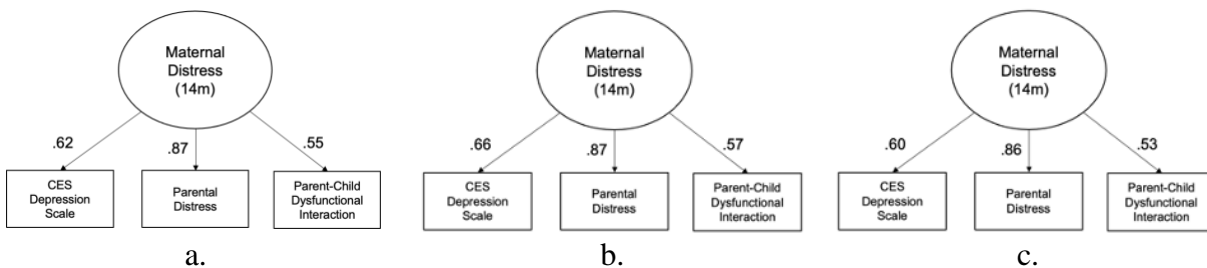 Maternal
Distress
(14m)
.62
.87
.55
CES
Depression
Scale
Parental
Distress
Parent-Child
Dysfunctional
Interaction
a.
Maternal
Distress
(14m)
.66
.87
.57
CES
Depression
Scale
Parental
Distress
Parent-Child
Dysfunctional
Interaction
b.
Maternal
Distress
(14m)
.60
.86
.53
CES
Depression
Scale
Parental
Distress
Parent-Child
Dysfunctional
Interaction
c.